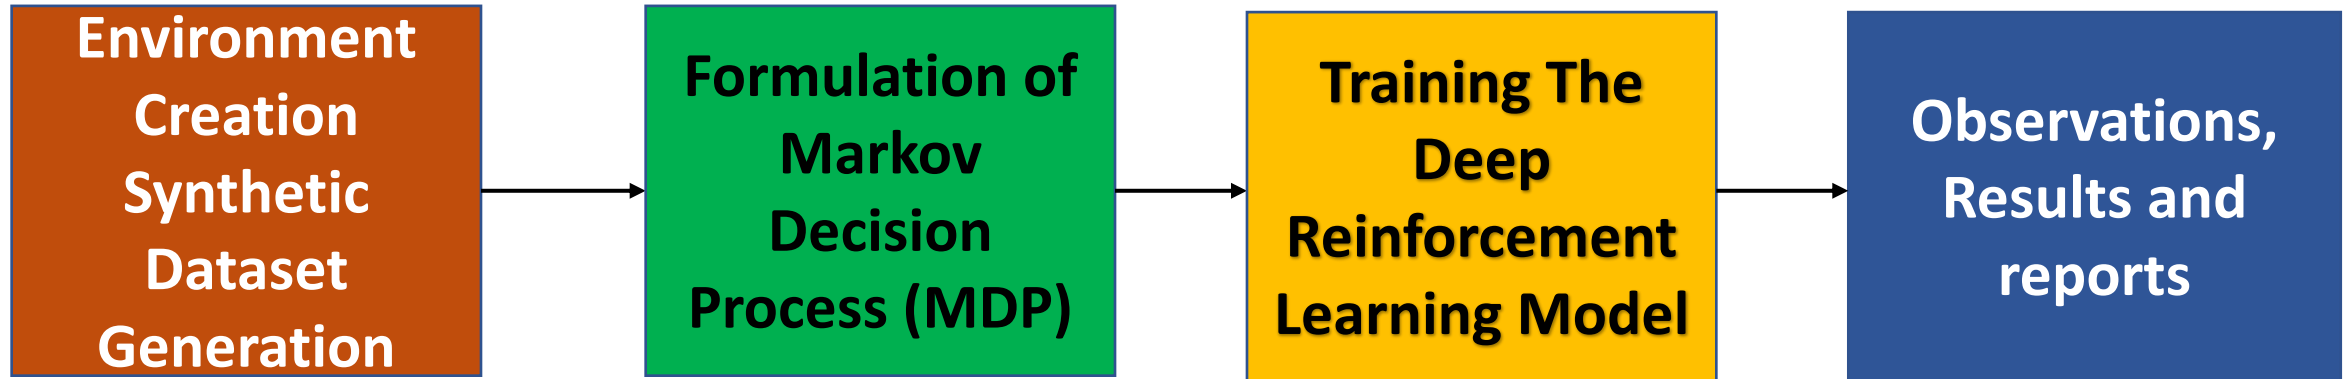 Environment
Creation
Synthetic
Dataset
Generation
Formulation of
Markov
Decision
Process (MDP)
Training The
Deep
Reinforcement
Learning Model
Observations,
Results and
reports